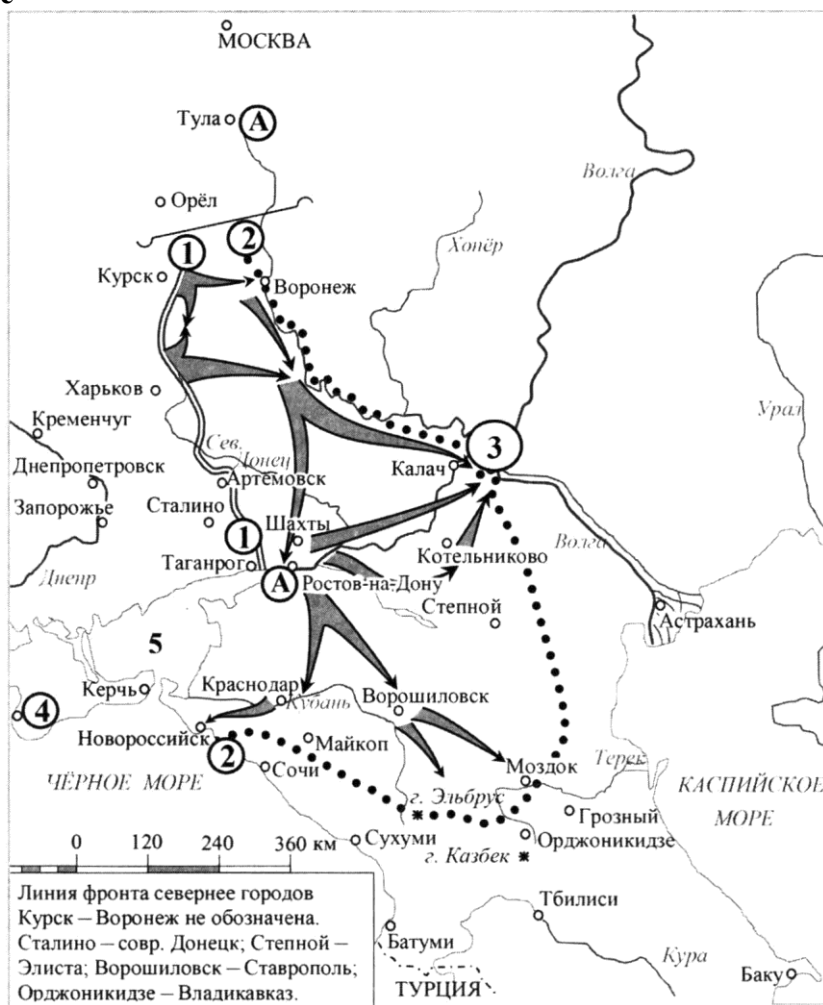 МОСКВА
Тула
А
Орёл
Волга
Хопёр
1
2
Курск
Воронеж
Харьков
Урал
Кременчуг
Сев.
Донец
3
Калач
Днепропетровск
Артёмовск
Запорожье
Сталино
Шахты
1
Котельниково
Волга
Таганрог
Днепр
А
Ростов-на-Дону
Степной
Астрахань
5
Керчь
Краснодар
Кубань
Ворошиловск
4
Новороссийск
2
Майкоп
Моздок
Терек
ЧЁРНОЕ МОРЕ
Сочи
г. Эльбрус
КАСПИЙСКОЕ
МОРЕ
Грозный
0 120 240 360 км
Сухуми
Орджоникидзе
г. Казбек
Линия фронта севернее городов
Курск – Воронеж не обозначена.
Сталино – совр. Донецк; Степной –
Элиста; Ворошиловск – Ставрополь;
Орджоникидзе – Владикавказ.
Тбилиси
Батуми
Кура
ТУРЦИЯ
Баку